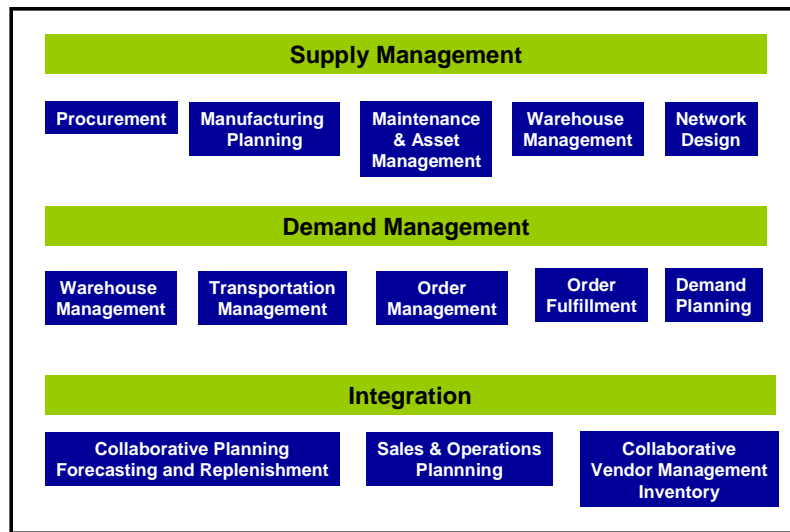 Supply Management
Procurement
Manufacturing
Planning
Maintenance
& Asset
Management
Warehouse
Management
Network
Design
Demand Management
Warehouse
Management
Transportation
Management
Order
Management
Order
Fulfillment
Demand
Planning
Integration
Collaborative Planning
Forecasting and Replenishment
Sales & Operations
Plannning
Collaborative
Vendor Management
Inventory